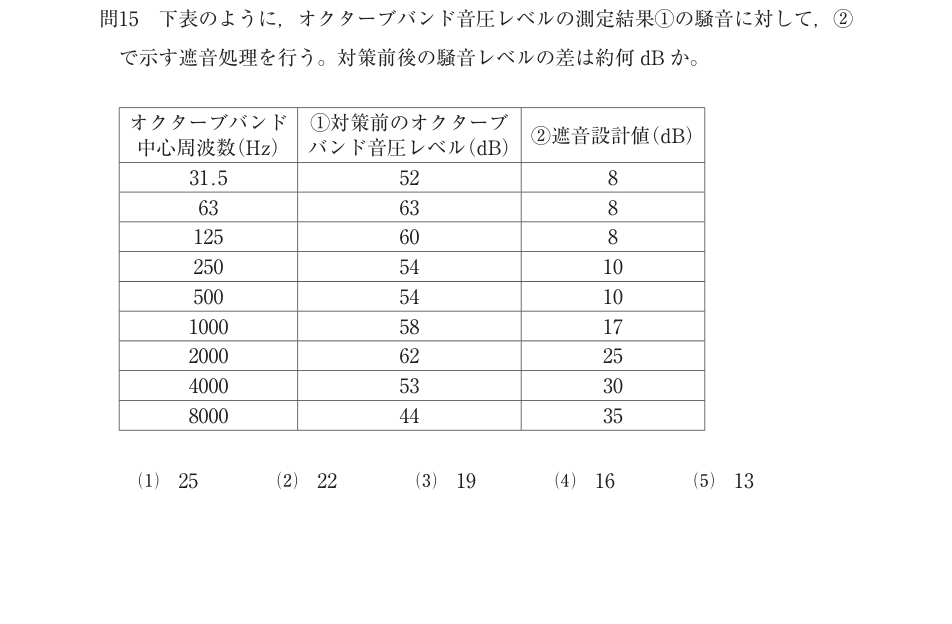 問15　下表のように，オクターブバンド音圧レベルの測定結果①の騒音に対して，②
で示す遮音処理を行う。対策前後の騒音レベルの差は約何 dB か。
オクターブバンド
中心周波数(Hz)
①対策前のオクターブ
バンド音圧レベル(dB)
②遮音設計値(dB)
31.5 52 8
63 63 8
125 60 8
250 54 10
500 54 10
1000 58 17
2000 62 25
4000 53 30
8000 44 35
(1)　25　(2)　22　(3)　19　(4)　16　(5)　13